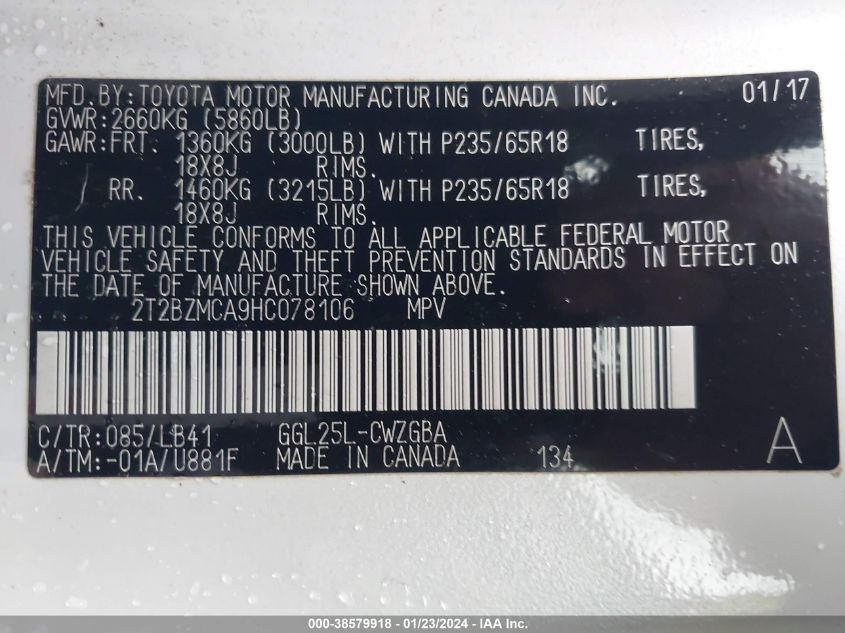 MFD.BY:TOYOTA MOTOR MANUFACTURING CANADA INC. 01/17
GVWR:2660KG (5860LB)
GAWR:FRT. 1360KG (3000LB) WITH P235/65R18 TIRES,
18X8J RIMS.
RR. 1460KG (3215LB) WITH P235/65R18 TIRES,
18X8J RIMS.
THIS VEHICLE CONFORMS TO ALL APPLICABLE FEDERAL MOTOR
VEHICLE SAFETY AND THEFT PREVENTION STANDARDS IN EFFECT ON
THE DATE OF MANUFACTURE SHOWN ABOVE.
2T2BZMCA9HC078106 MPV
C/TR:085/LB41 GGL25L-CWZGBA
A/TM:-01A/U881F MADE IN CANADA 134 A
000-38579918 - 01/23/2024 - IAA Inc.